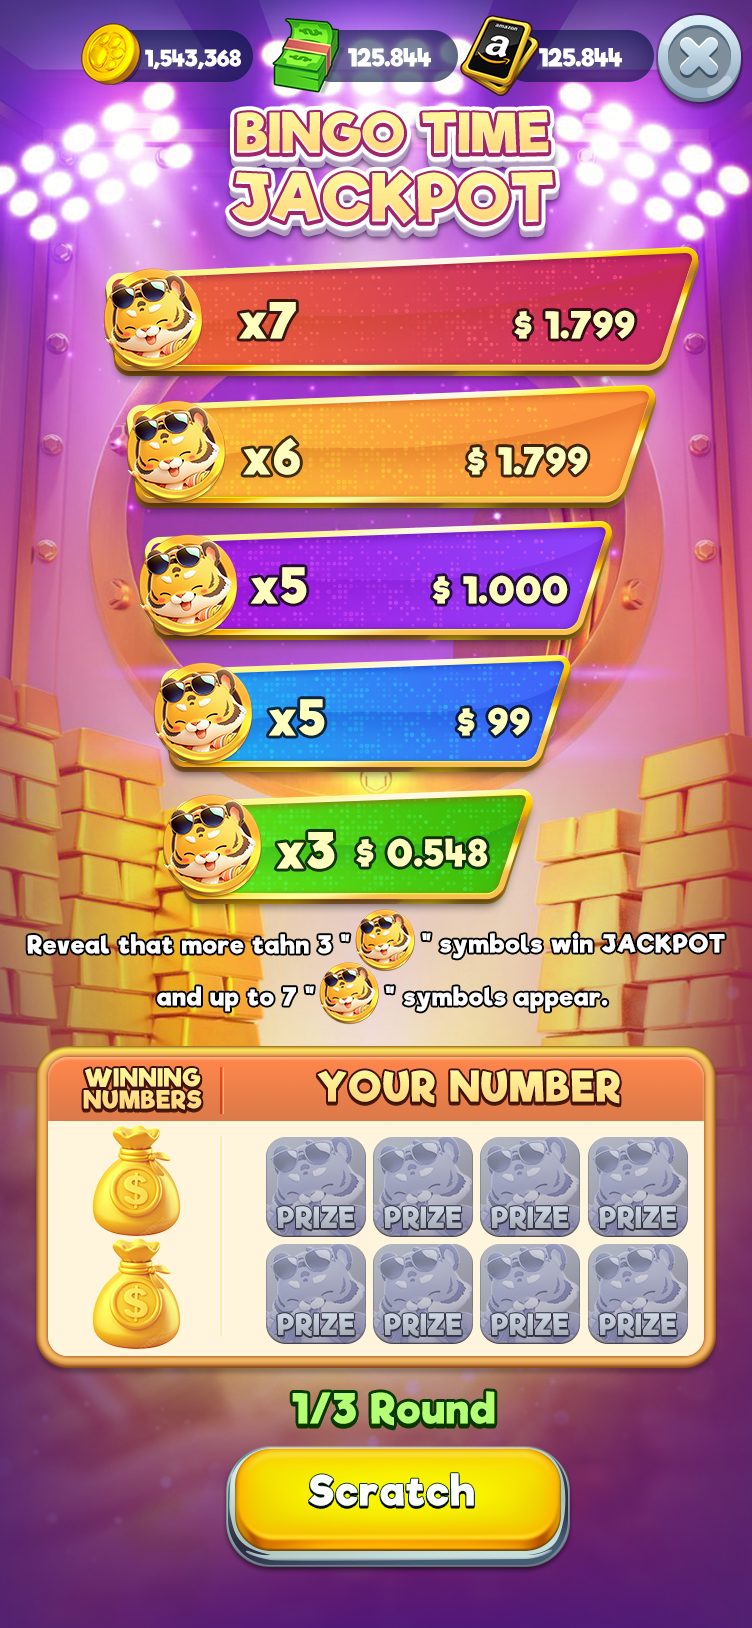 1,543,368
125.844
amazon
a
125.844
BINGO TIME
JACKPOT
x7 $ 1.799
x6 $ 1.799
x5 $ 1.000
x5 $ 99
x3 $ 0.548
Reveal that more tahn 3 " " symbols win JACKPOT
and up to 7 " " symbols appear.
WINNING
NUMBERS
YOUR NUMBER
$
PRIZE PRIZE PRIZE PRIZE
$
PRIZE PRIZE PRIZE PRIZE
1/3 Round
Scratch